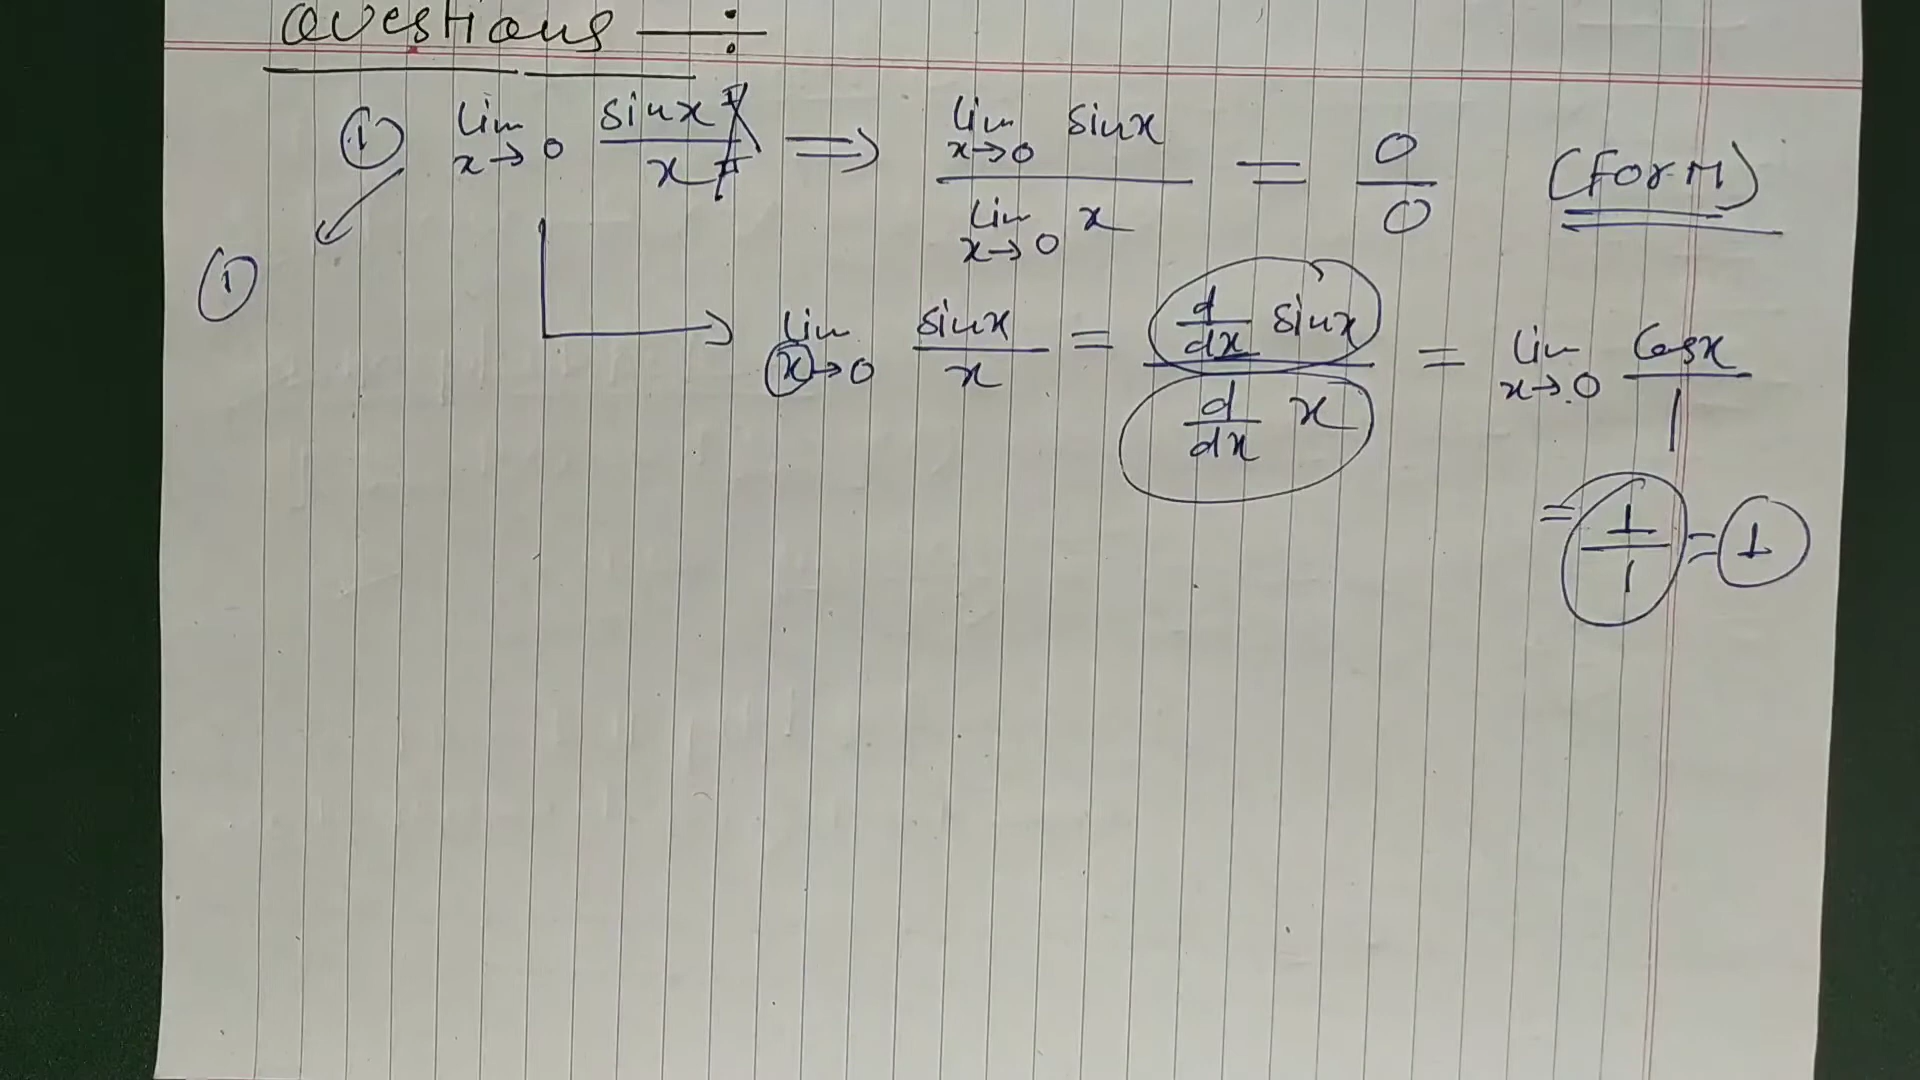 Questions ÷
① lim x→0 sinx / x ⇒ lim x→0 sinx / lim x→0 x = 0/0 (Form)
①
lim x→0 sinx / x = d/dx sinx / d/dx x = lim x→0 Cosx / 1
= 1/1 = 1